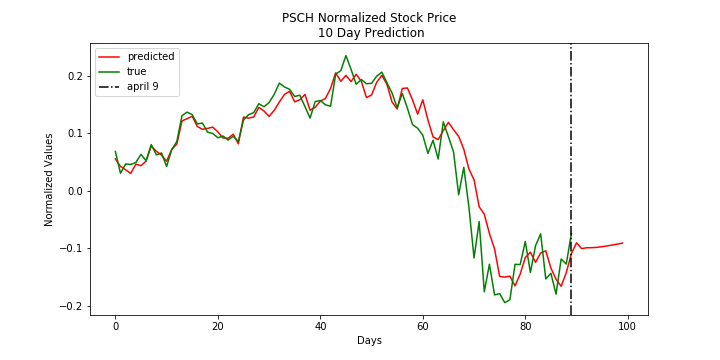 PSCH Normalized Stock Price
10 Day Prediction
predicted
true
april 9
Normalized Values
0.2
0.1
0.0
−0.1
−0.2
0
20
40
60
80
100
Days